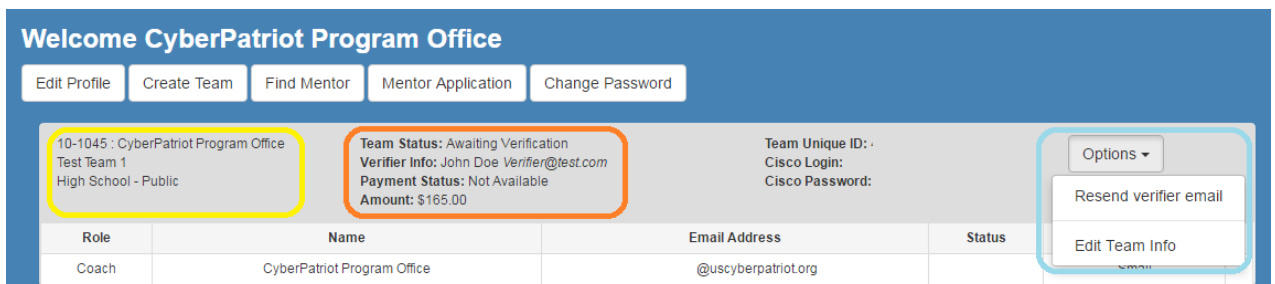 Welcome CyberPatriot Program Office
Edit Profile Create Team Find Mentor Mentor Application Change Password
10-1045 : CyberPatriot Program Office
Test Team 1
High School - Public
Team Status: Awaiting Verification
Verifier Info: John Doe Verifier@test.com
Payment Status: Not Available
Amount: $165.00
Team Unique ID:
Cisco Login:
Cisco Password:
Options
Resend verifier email
Edit Team Info
Role Name Email Address Status
Coach CyberPatriot Program Office @uscyberpatriot.org Email